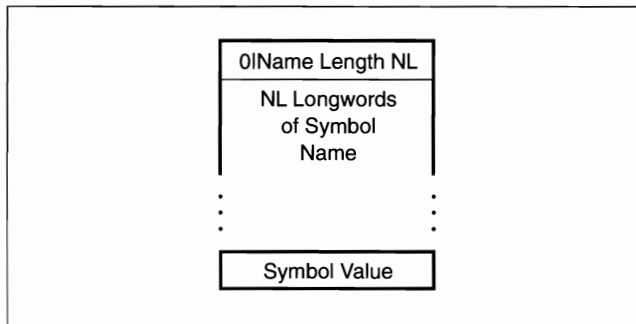 0|Name Length NL
NL Longwords
of Symbol
Name
Symbol Value